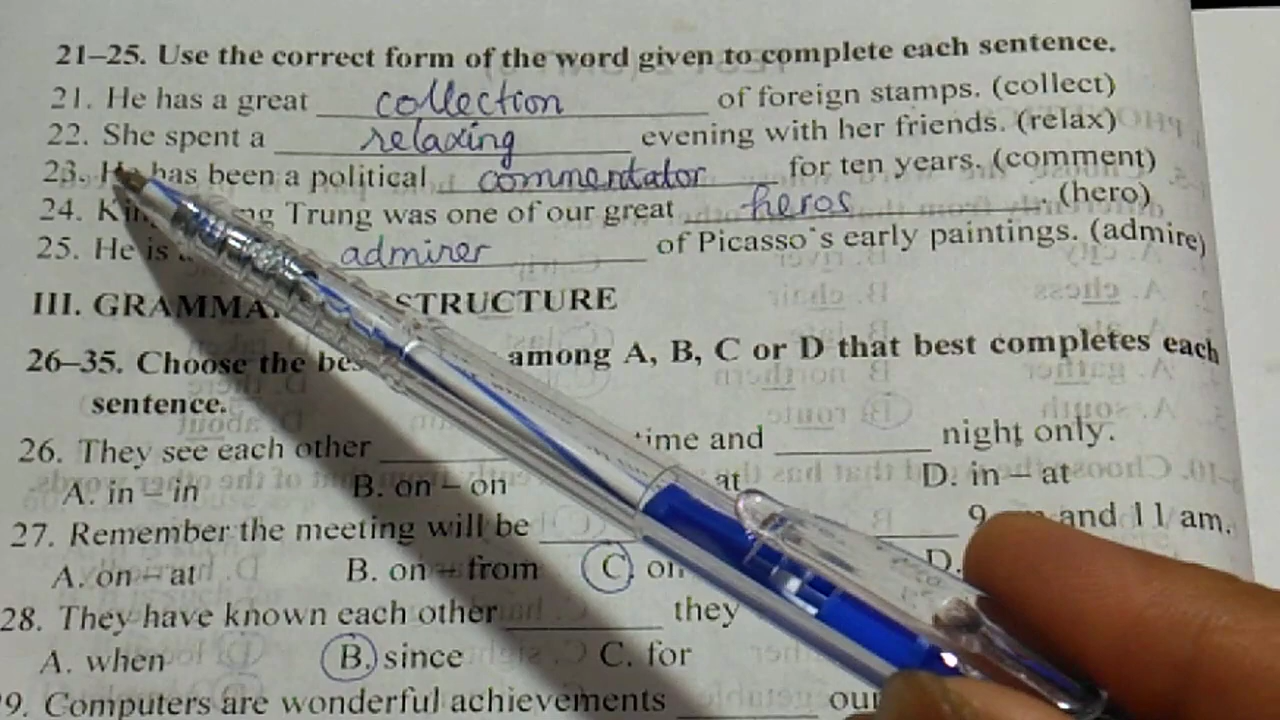 21–25. Use the correct form of the word given to complete each sentence.
21. He has a great collection of foreign stamps. (collect)
22. She spent a relaxing evening with her friends. (relax)
23. He has been a political commentator for ten years. (comment)
24. Trung was one of our great heros. (hero)
25. He is admirer of Picasso's early paintings. (admire)
III. STRUCTURE
26–35. Choose the among A, B, C or D that best completes each
sentence.
26. They see each other ______ time and ______ night only.
A. in – in B. on – on at D. in – at
27. Remember the meeting will be ______ 9 and 11 am.
A. on – at B. on – from C. on D.
28. They have known each other ______ they
A. when B. since C. for
Computers are wonderful achievements ______